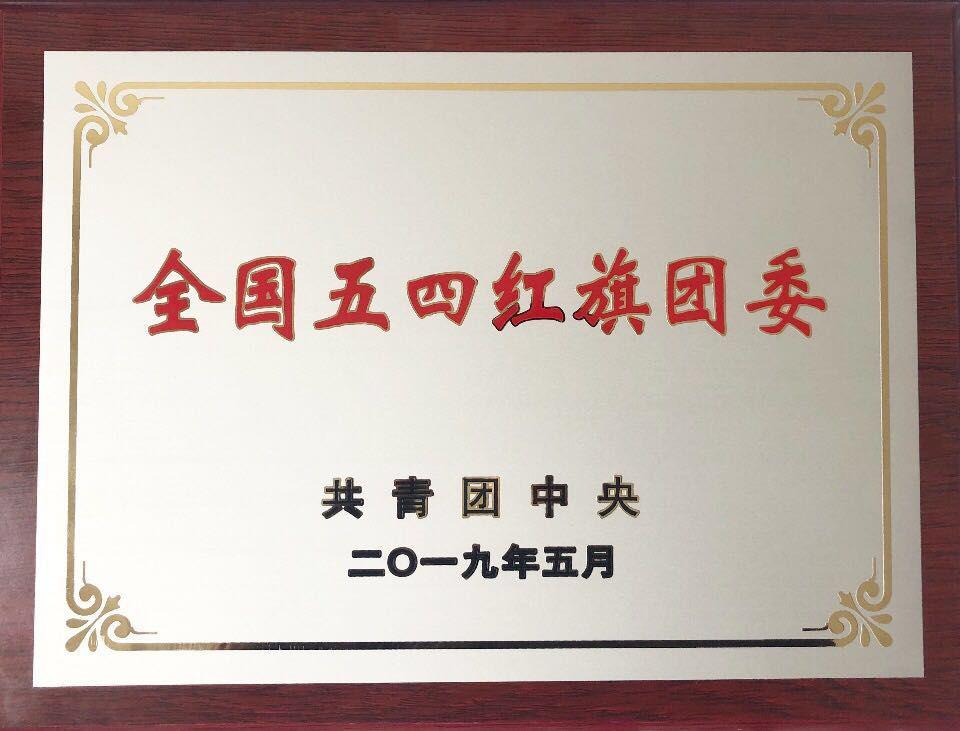 全国五四红旗团委
共青团中央
二〇一九年五月